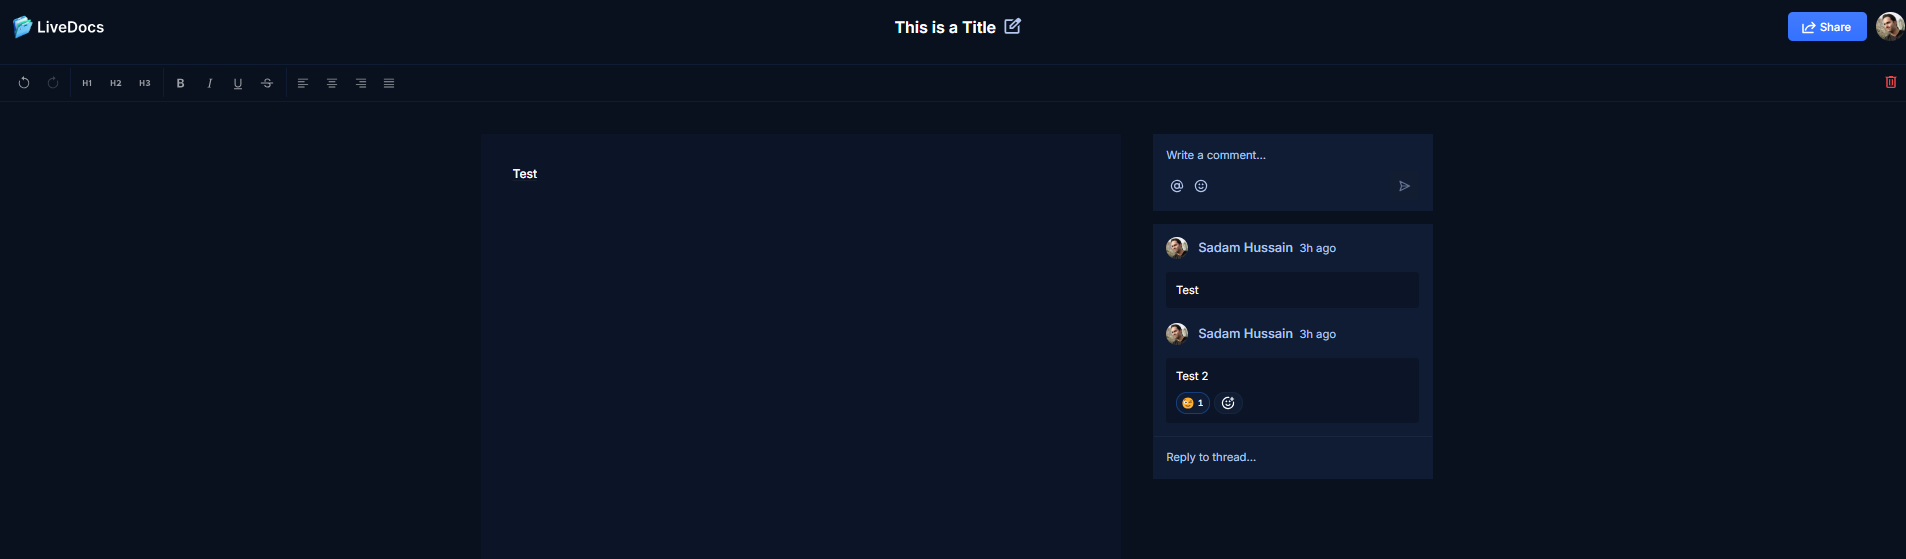 LiveDocs
This is a Title
Share
H1 H2 H3 B I U S
Test
Write a comment...
@
Sadam Hussain 3h ago
Test
Sadam Hussain 3h ago
Test 2
1
Reply to thread...